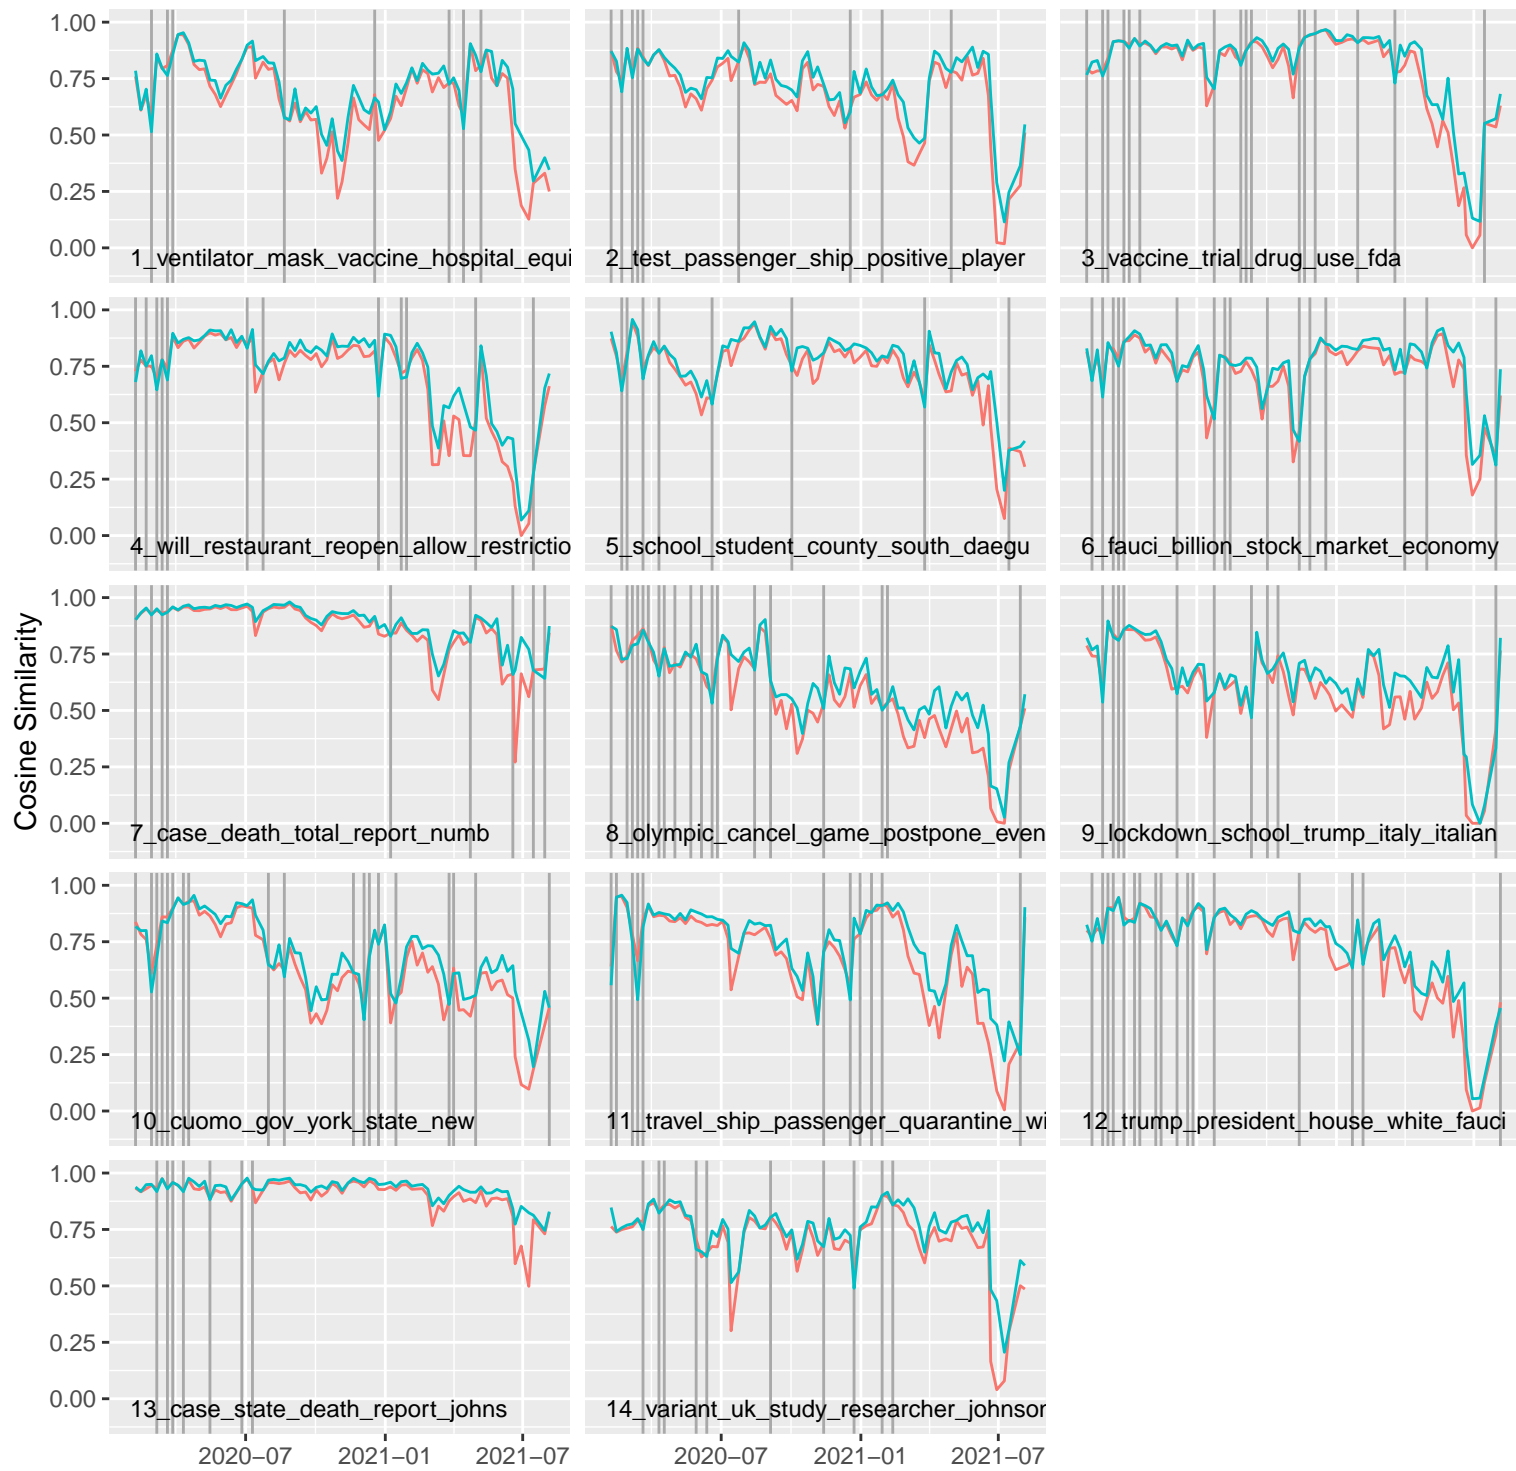 1.00
0.75
0.50
0.25
0.00
1_ventilator_mask_vaccine_hospital_equi
2_test_passenger_ship_positive_player
3_vaccine_trial_drug_use_fda
1.00
0.75
0.50
0.25
0.00
4_will_restaurant_reopen_allow_restrictio
5_school_student_county_south_daegu
6_fauci_billion_stock_market_economy
Cosine Similarity
1.00
0.75
0.50
0.25
0.00
7_case_death_total_report_numb
8_olympic_cancel_game_postpone_even
9_lockdown_school_trump_italy_italian
1.00
0.75
0.50
0.25
0.00
10_cuomo_gov_york_state_new
11_travel_ship_passenger_quarantine_wi
12_trump_president_house_white_fauci
1.00
0.75
0.50
0.25
0.00
13_case_state_death_report_johns
14_variant_uk_study_researcher_johnson
2020−07 2021−01 2021−07 2020−07 2021−01 2021−07